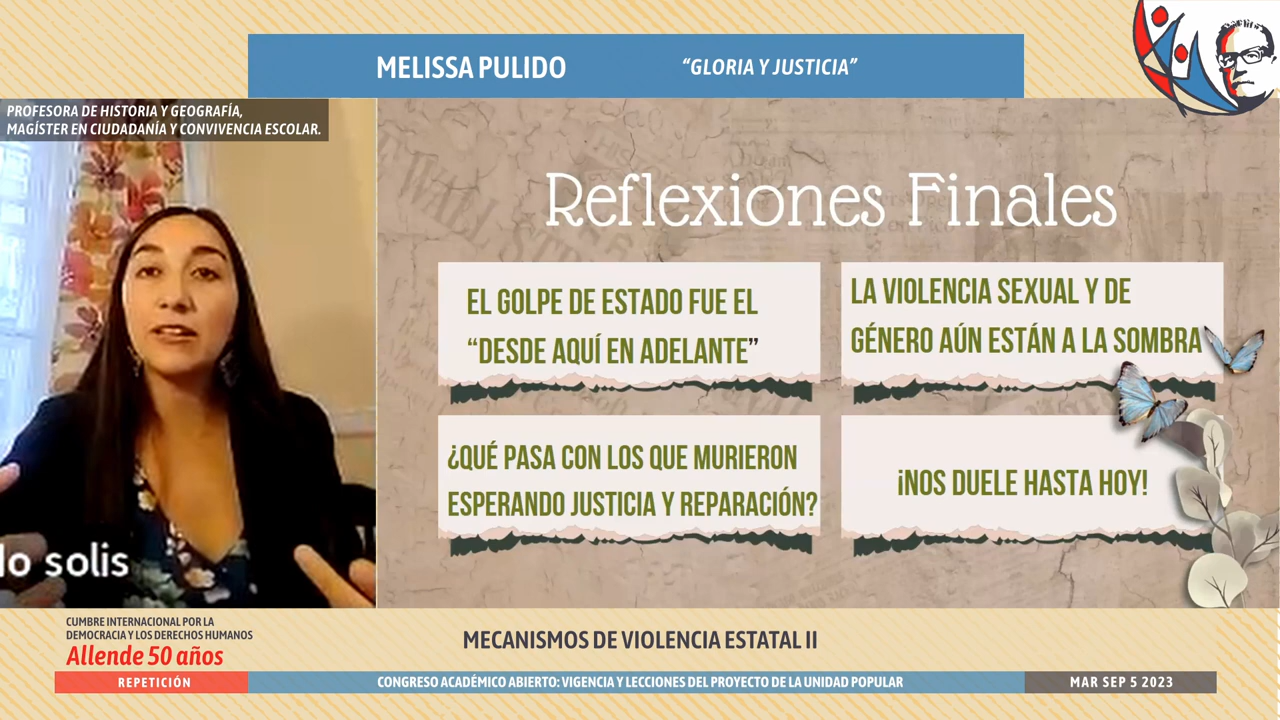 MELISSA PULIDO
“GLORIA Y JUSTICIA”
PROFESORA DE HISTORIA Y GEOGRAFÍA,
MAGÍSTER EN CIUDADANÍA Y CONVIVENCIA ESCOLAR.
Reflexiones Finales
EL GOLPE DE ESTADO FUE EL
“DESDE AQUÍ EN ADELANTE”
LA VIOLENCIA SEXUAL Y DE
GÉNERO AÚN ESTÁN A LA SOMBRA
¿QUÉ PASA CON LOS QUE MURIERON
ESPERANDO JUSTICIA Y REPARACIÓN?
¡NOS DUELE HASTA HOY!
do solis
CUMBRE INTERNACIONAL POR LA
DEMOCRACIA Y LOS DERECHOS HUMANOS
Allende 50 años
MECANISMOS DE VIOLENCIA ESTATAL II
REPETICIÓN
CONGRESO ACADÉMICO ABIERTO: VIGENCIA Y LECCIONES DEL PROYECTO DE LA UNIDAD POPULAR
MAR SEP 5 2023